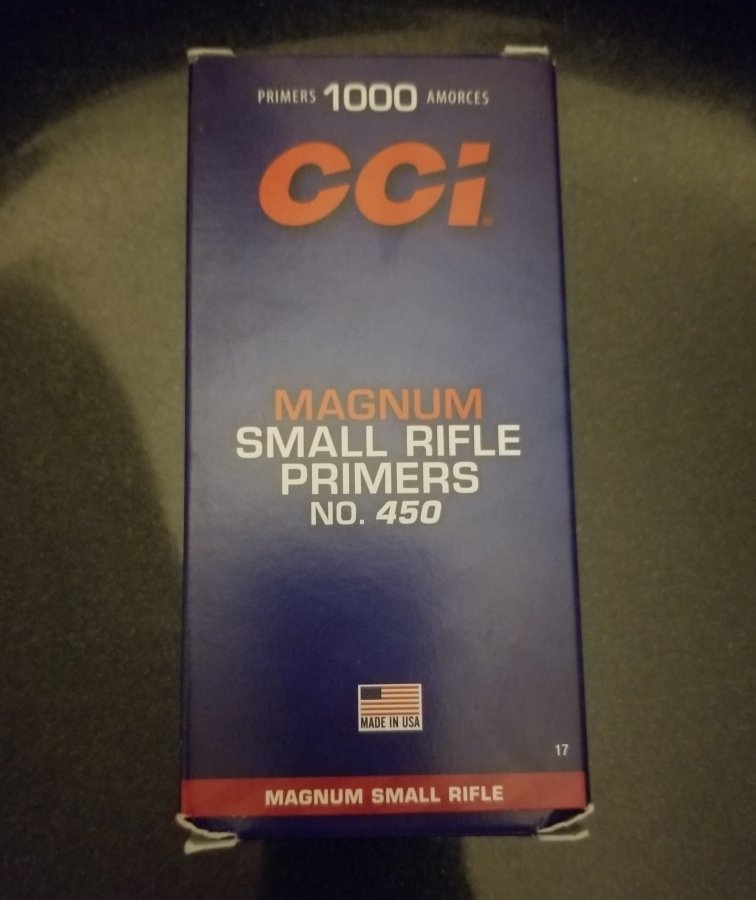 PRIMERS 1000 AMORCES
CCI®
MAGNUM
SMALL RIFLE
PRIMERS
NO. 450
MADE IN USA
17
MAGNUM SMALL RIFLE